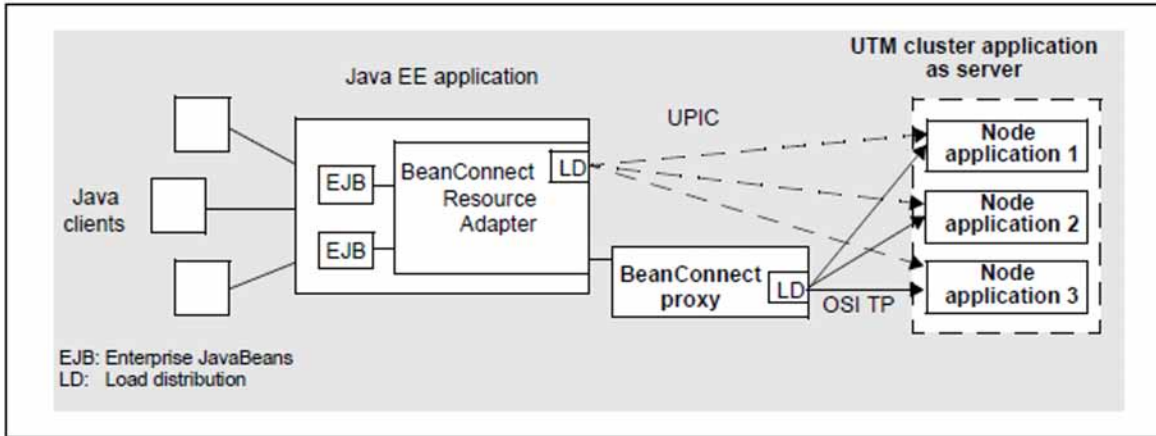 UTM cluster application
as server
Java EE application
UPIC
Node
application 1
LD
BeanConnect
Resource
Adapter
EJB
Java
clients
Node
application 2
EJB
BeanConnect
proxy
LD
OSI TP
Node
application 3
EJB: Enterprise JavaBeans
LD: Load distribution